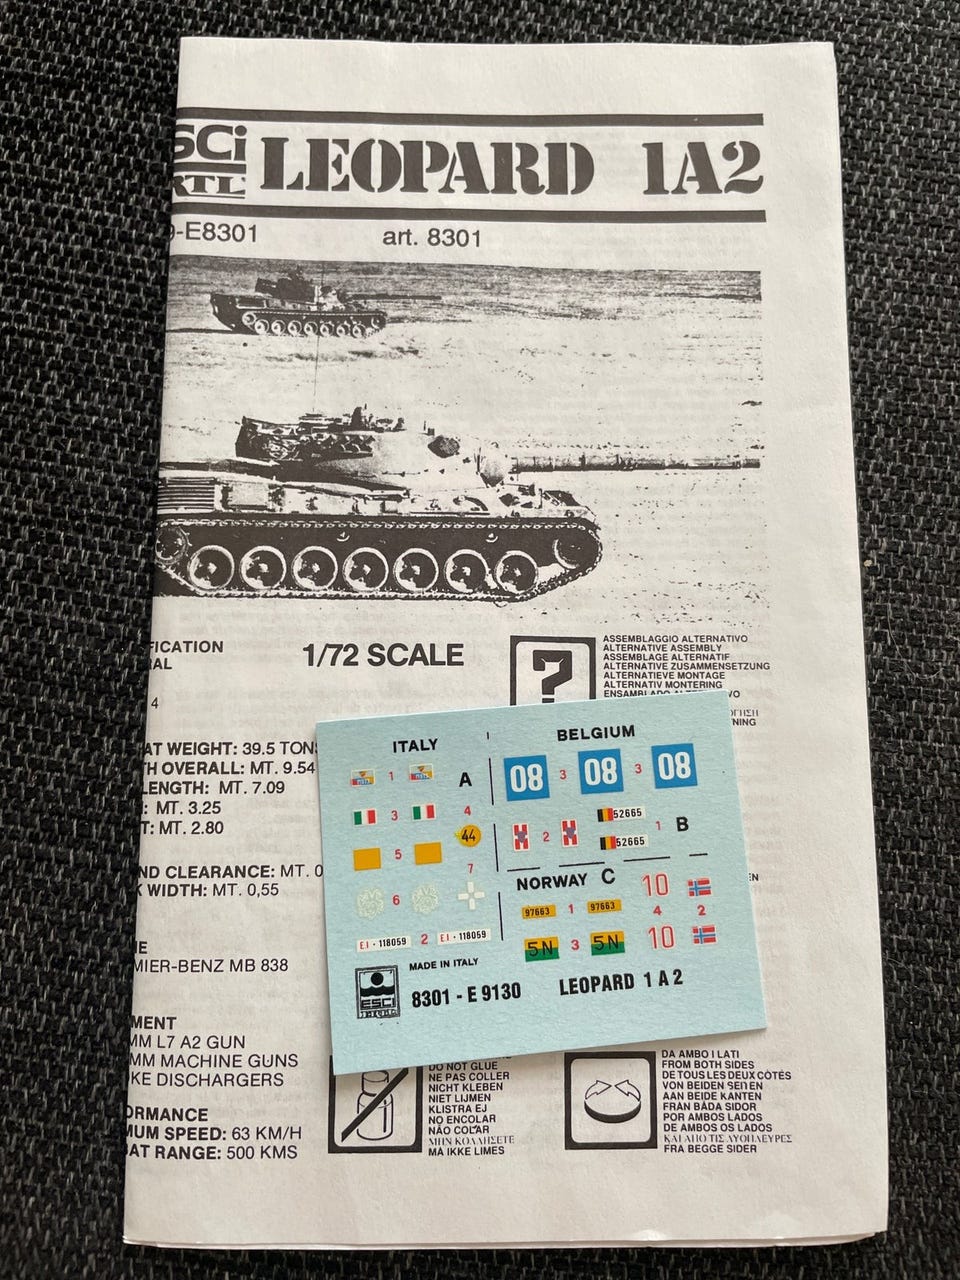 SCi
RTL
LEOPARD 1A2
9-E8301
art. 8301
FICATION
RAL
1/72 SCALE
4
ASSEMBLAGGIO ALTERNATIVO
ALTERNATIVE ASSEMBLY
ASSEMBLAGE ALTERNATIF
ALTERNATIVE ZUSAMMENSETZUNG
ALTERNATIEVE MONTAGE
ALTERNATIV MONTERING
?
AT WEIGHT: 39.5 TONS
TH OVERALL: MT. 9.54
LENGTH: MT. 7.09
: MT. 3.25
T: MT. 2.80
ND CLEARANCE: MT. 0
K WIDTH: MT. 0,55
E
MIER-BENZ MB 838
MENT
MM L7 A2 GUN
MM MACHINE GUNS
KE DISCHARGERS
ORMANCE
MUM SPEED: 63 KM/H
AT RANGE: 500 KMS
ITALY
1
A
3
4
44
5
7
6
E.I - 118059
2
E.I - 118059
BELGIUM
08
3
08
3
08
2
52665
52665
1
B
NORWAY C
97663
1
97663
10
4
2
5N
3
5N
10
MADE IN ITALY
ESCI
8301 - E 9130
LEOPARD 1 A 2
DO NOT GLUE
NE PAS COLLER
NICHT KLEBEN
NIET LIJMEN
KLISTRA EJ
NO ENCOLAR
NÃO COLAR
ΜΗΝ ΚΟΛΛΗΣΕΤΕ
MA IKKE LIMES
DA AMBO I LATI
FROM BOTH SIDES
DE TOUS LES DEUX CÔTÉS
VON BEIDEN SEITEN
AAN BEIDE KANTEN
FRÅN BÅDA SIDOR
POR AMBOS LADOS
DE AMBOS OS LADOS
ΚΑΙ ΑΠΟ ΤΙΣ ΔΥΟ ΠΛΕΥΡΕΣ
FRA BEGGE SIDER